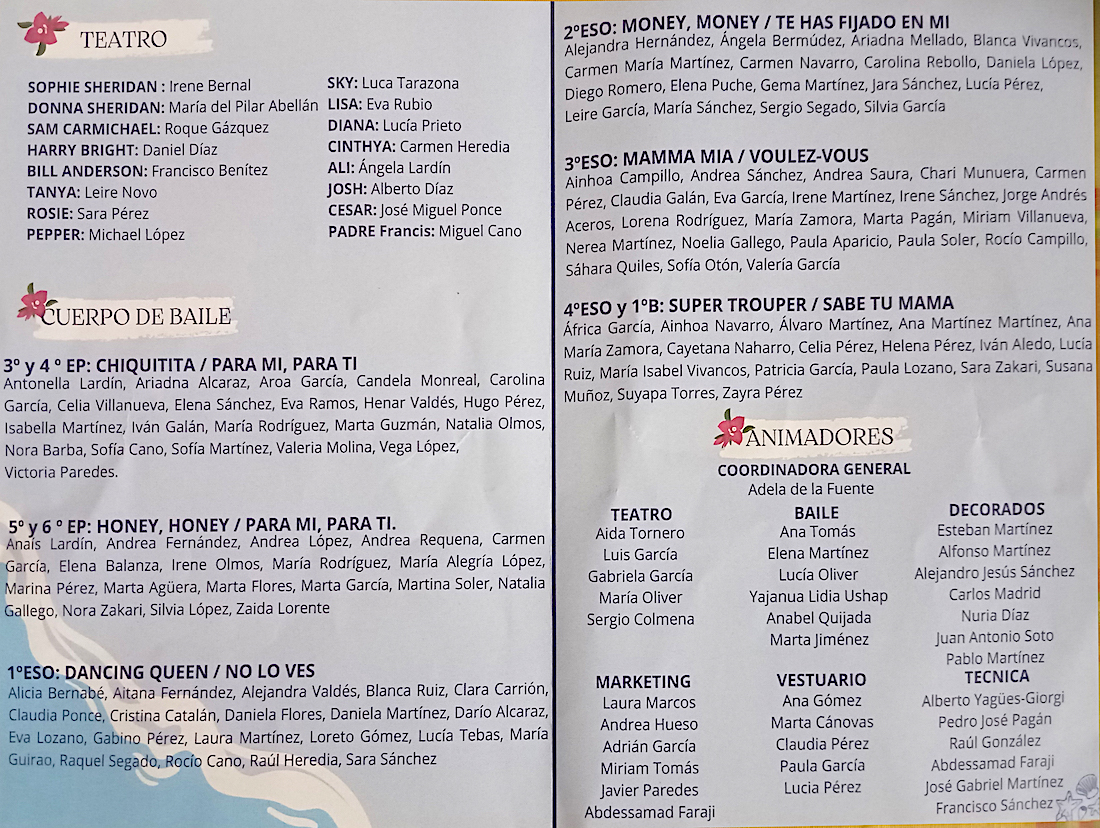 TEATRO
SOPHIE SHERIDAN : Irene Bernal
DONNA SHERIDAN: María del Pilar Abellán
SAM CARMICHAEL: Roque Gázquez
HARRY BRIGHT: Daniel Díaz
BILL ANDERSON: Francisco Benítez
TANYA: Leire Novo
ROSIE: Sara Pérez
PEPPER: Michael López
SKY: Luca Tarazona
LISA: Eva Rubio
DIANA: Lucía Prieto
CINTHYA: Carmen Heredia
ALI: Ángela Lardín
JOSH: Alberto Díaz
CESAR: José Miguel Ponce
PADRE Francis: Miguel Cano
CUERPO DE BAILE
3º y 4 º EP: CHIQUITITA / PARA MI, PARA TI
Antonella Lardín, Ariadna Alcaraz, Aroa García, Candela Monreal, Carolina
García, Celia Villanueva, Elena Sánchez, Eva Ramos, Henar Valdés, Hugo Pérez,
Isabella Martínez, Iván Galán, María Rodríguez, Marta Guzmán, Natalia Olmos,
Nora Barba, Sofía Cano, Sofía Martínez, Valeria Molina, Vega López,
Victoria Paredes.
5º y 6 º EP: HONEY, HONEY / PARA MI, PARA TI.
Anaís Lardín, Andrea Fernández, Andrea López, Andrea Requena, Carmen
García, Elena Balanza, Irene Olmos, María Rodríguez, María Alegría López,
Marina Pérez, Marta Agüera, Marta Flores, Marta García, Martina Soler, Natalia
Gallego, Nora Zakari, Silvia López, Zaida Lorente
1ºESO: DANCING QUEEN / NO LO VES
Alicia Bernabé, Aitana Fernández, Alejandra Valdés, Blanca Ruiz, Clara Carrión,
Claudia Ponce, Cristina Catalán, Daniela Flores, Daniela Martínez, Darío Alcaraz,
Eva Lozano, Gabino Pérez, Laura Martínez, Loreto Gómez, Lucía Tebas, María
Guirao, Raquel Segado, Rocío Cano, Raúl Heredia, Sara Sánchez
2ºESO: MONEY, MONEY / TE HAS FIJADO EN MI
Alejandra Hernández, Ángela Bermúdez, Ariadna Mellado, Blanca Vivancos,
Carmen María Martínez, Carmen Navarro, Carolina Rebollo, Daniela López,
Diego Romero, Elena Puche, Gema Martínez, Jara Sánchez, Lucía Pérez,
Leire García, María Sánchez, Sergio Segado, Silvia García
3ºESO: MAMMA MIA / VOULEZ-VOUS
Ainhoa Campillo, Andrea Sánchez, Andrea Saura, Chari Munuera, Carmen
Pérez, Claudia Galán, Eva García, Irene Martínez, Irene Sánchez, Jorge Andrés
Aceros, Lorena Rodríguez, María Zamora, Marta Pagán, Miriam Villanueva,
Nerea Martínez, Noelia Gallego, Paula Aparicio, Paula Soler, Rocío Campillo,
Sáhara Quiles, Sofía Otón, Valería García
4ºESO y 1ºB: SUPER TROUPER / SABE TU MAMA
África García, Ainhoa Navarro, Álvaro Martínez, Ana Martínez Martínez, Ana
María Zamora, Cayetana Naharro, Celia Pérez, Helena Pérez, Iván Aledo, Lucía
Ruiz, María Isabel Vivancos, Patricia García, Paula Lozano, Sara Zakari, Susana
Muñoz, Suyapa Torres, Zayra Pérez
ANIMADORES
COORDINADORA GENERAL
Adela de la Fuente
TEATRO
Aida Tornero
Luis García
Gabriela García
María Oliver
Sergio Colmena
BAILE
Ana Tomás
Elena Martínez
Lucía Oliver
Yajanua Lidia Ushap
Anabel Quijada
Marta Jiménez
DECORADOS
Esteban Martínez
Alfonso Martínez
Alejandro Jesús Sánchez
Carlos Madrid
Nuria Díaz
Juan Antonio Soto
Pablo Martínez
MARKETING
Laura Marcos
Andrea Hueso
Adrián García
Miriam Tomás
Javier Paredes
Abdessamad Faraji
VESTUARIO
Ana Gómez
Marta Cánovas
Claudia Pérez
Paula García
Lucia Pérez
TECNICA
Alberto Yagües-Giorgi
Pedro José Pagán
Raúl González
Abdessamad Faraji
José Gabriel Martínez
Francisco Sánchez